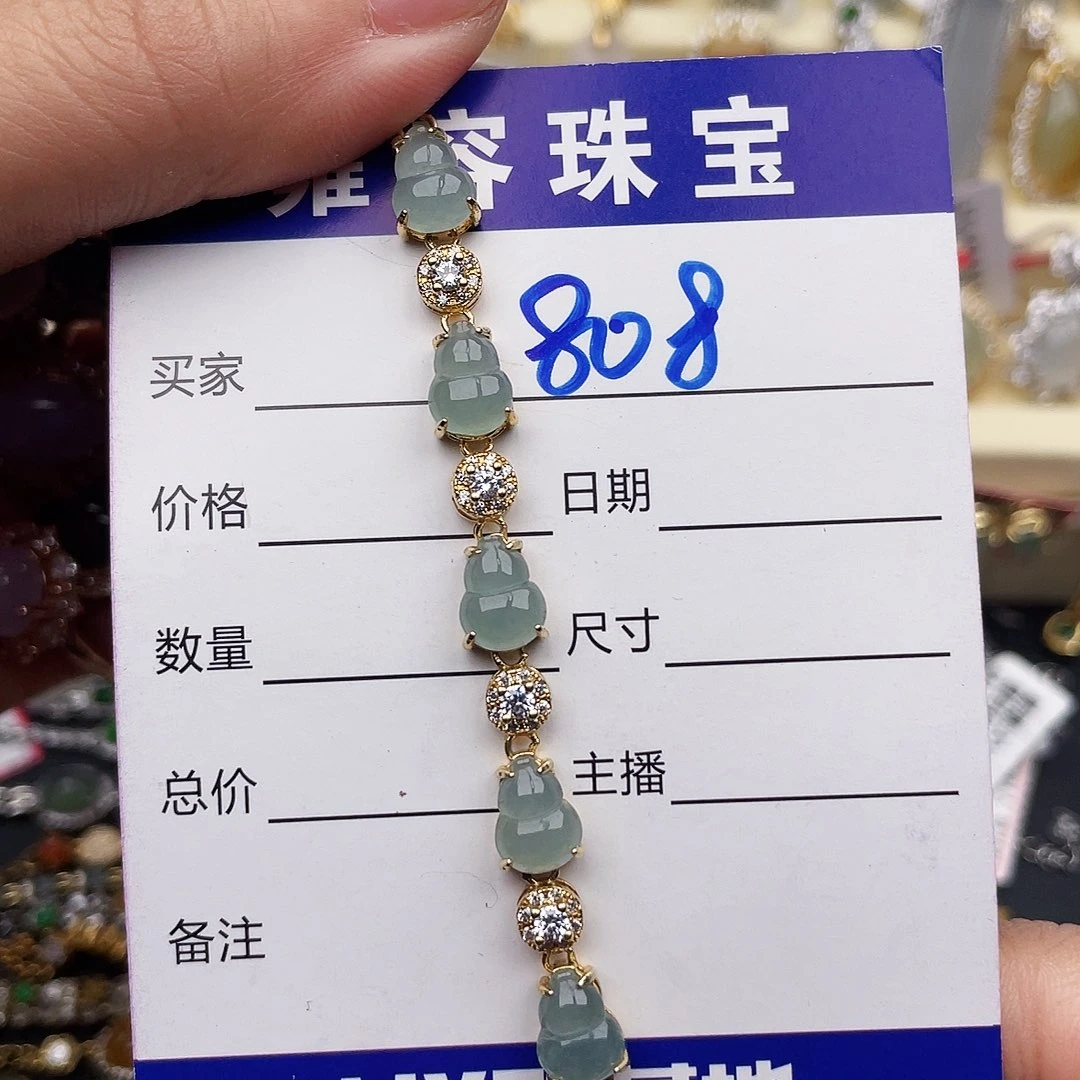 容珠宝
买家 808
价格 日期
数量 尺寸
总价 主播
备注